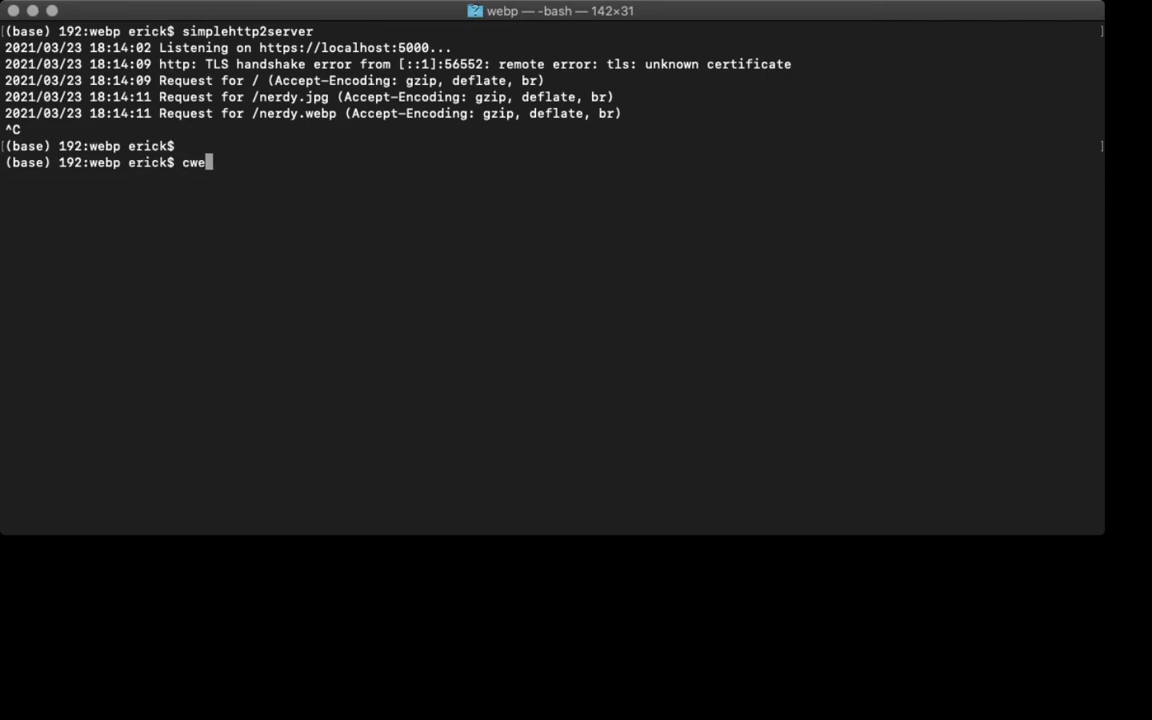 webp — -bash — 142×31
[(base) 192:webp erick$ simplehttp2server ]
2021/03/23 18:14:02 Listening on https://localhost:5000...
2021/03/23 18:14:09 http: TLS handshake error from [::1]:56552: remote error: tls: unknown certificate
2021/03/23 18:14:09 Request for / (Accept-Encoding: gzip, deflate, br)
2021/03/23 18:14:11 Request for /nerdy.jpg (Accept-Encoding: gzip, deflate, br)
2021/03/23 18:14:11 Request for /nerdy.webp (Accept-Encoding: gzip, deflate, br)
^C
[(base) 192:webp erick$ ]
(base) 192:webp erick$ cwe